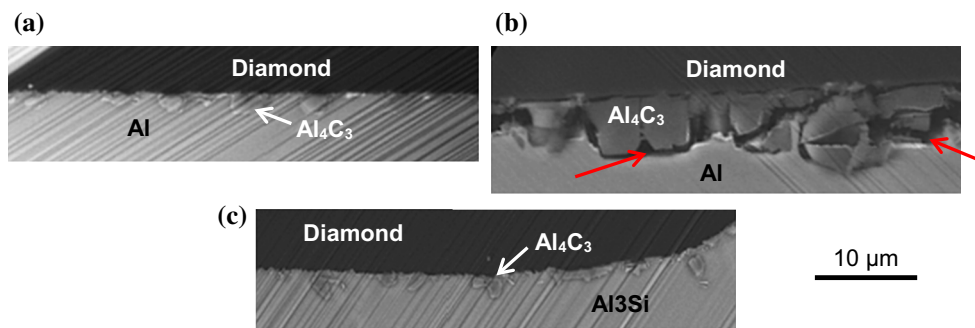 (a)
Diamond
Al
Al₄C₃
(b)
Diamond
Al₄C₃
Al
(c)
Diamond
Al₄C₃
Al3Si
10 µm